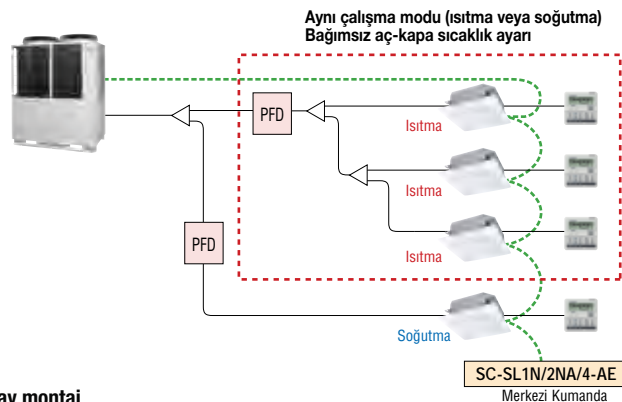 Aynı çalışma modu (ısıtma veya soğutma)
Bağımsız aç-kapa sıcaklık ayarı
PFD
Isıtma
Isıtma
PFD
Isıtma
Soğutma
SC-SL1N/2NA/4-AE
Merkezi Kumanda
montaj